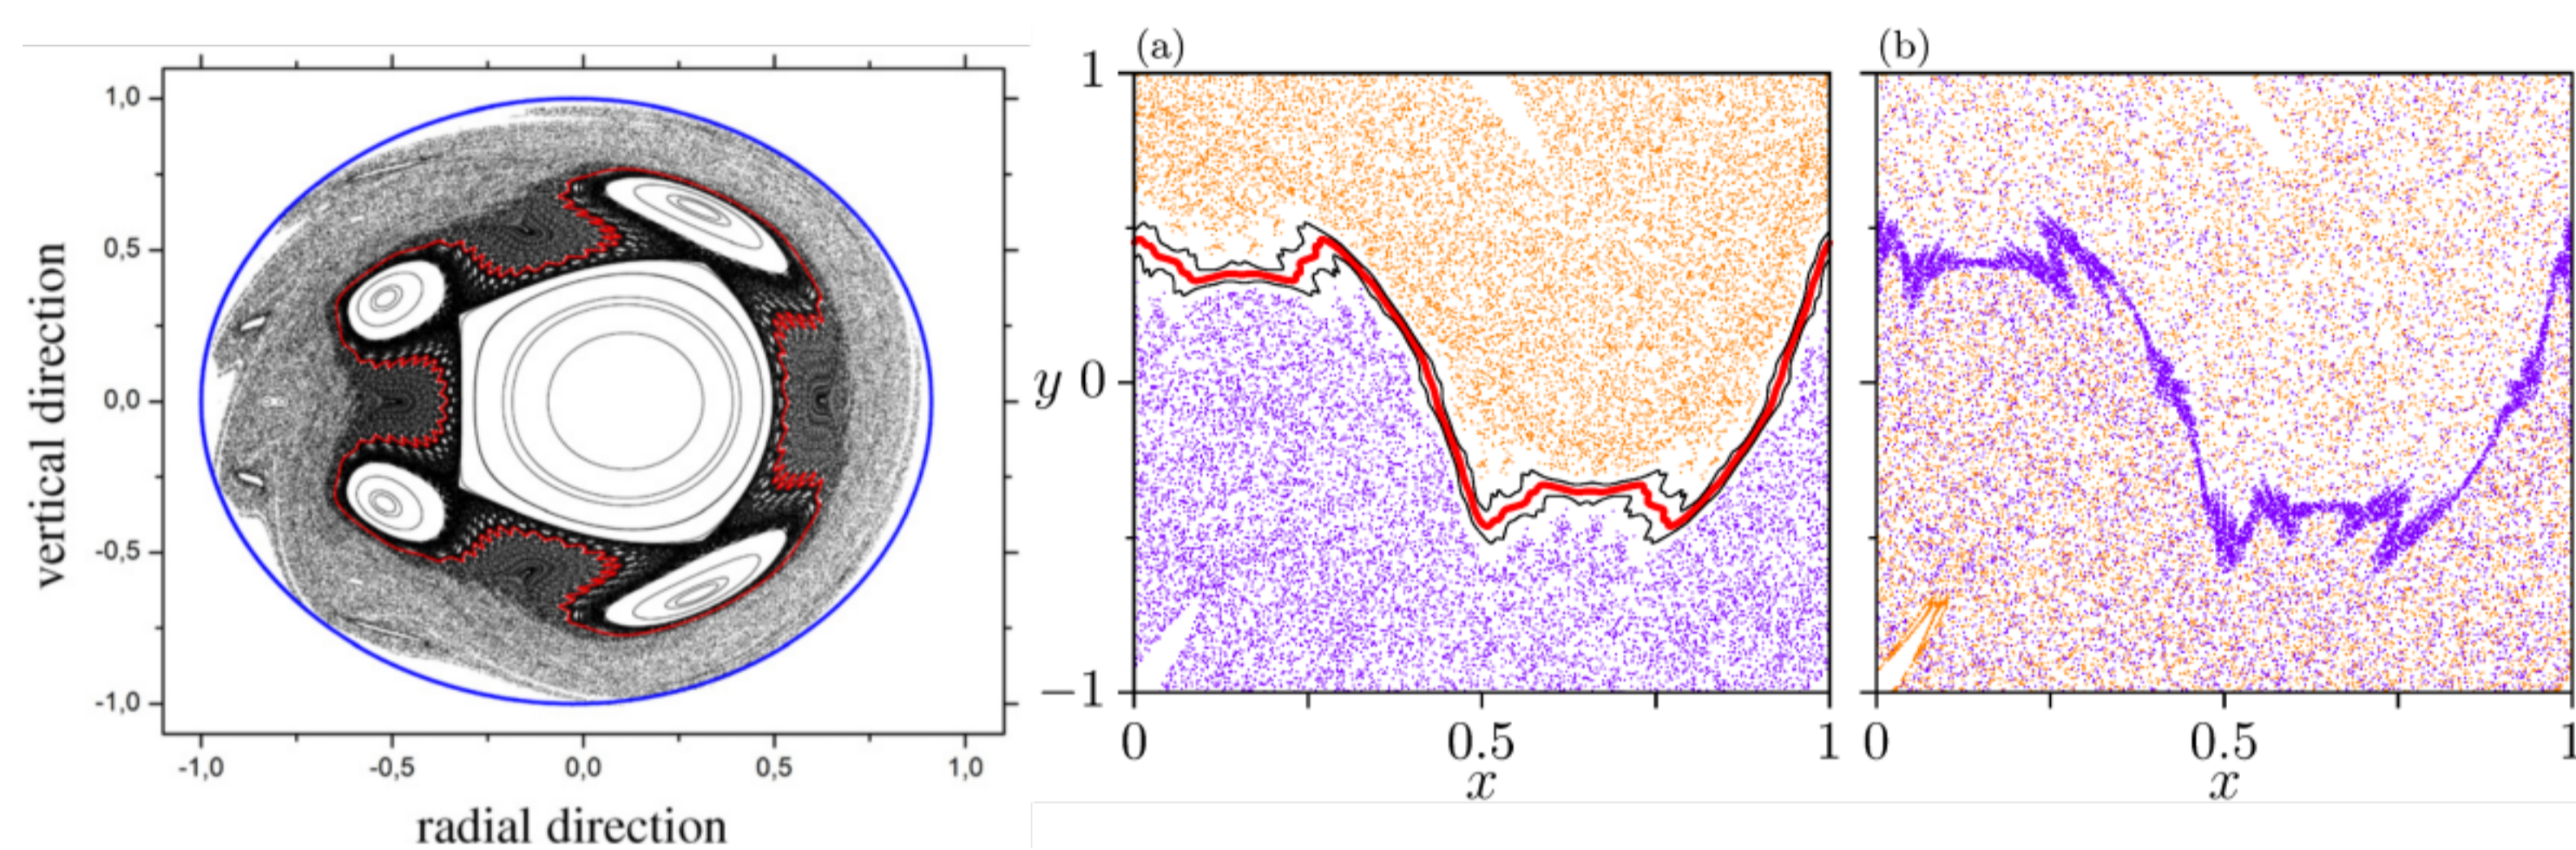 1,0
0,5
0,0
-0,5
-1,0
vertical direction
-1,0 -0,5 0,0 0,5 1,0
radial direction
(a)
1
y 0
−1
0 0.5 1
x
(b)
0 0.5 1
x